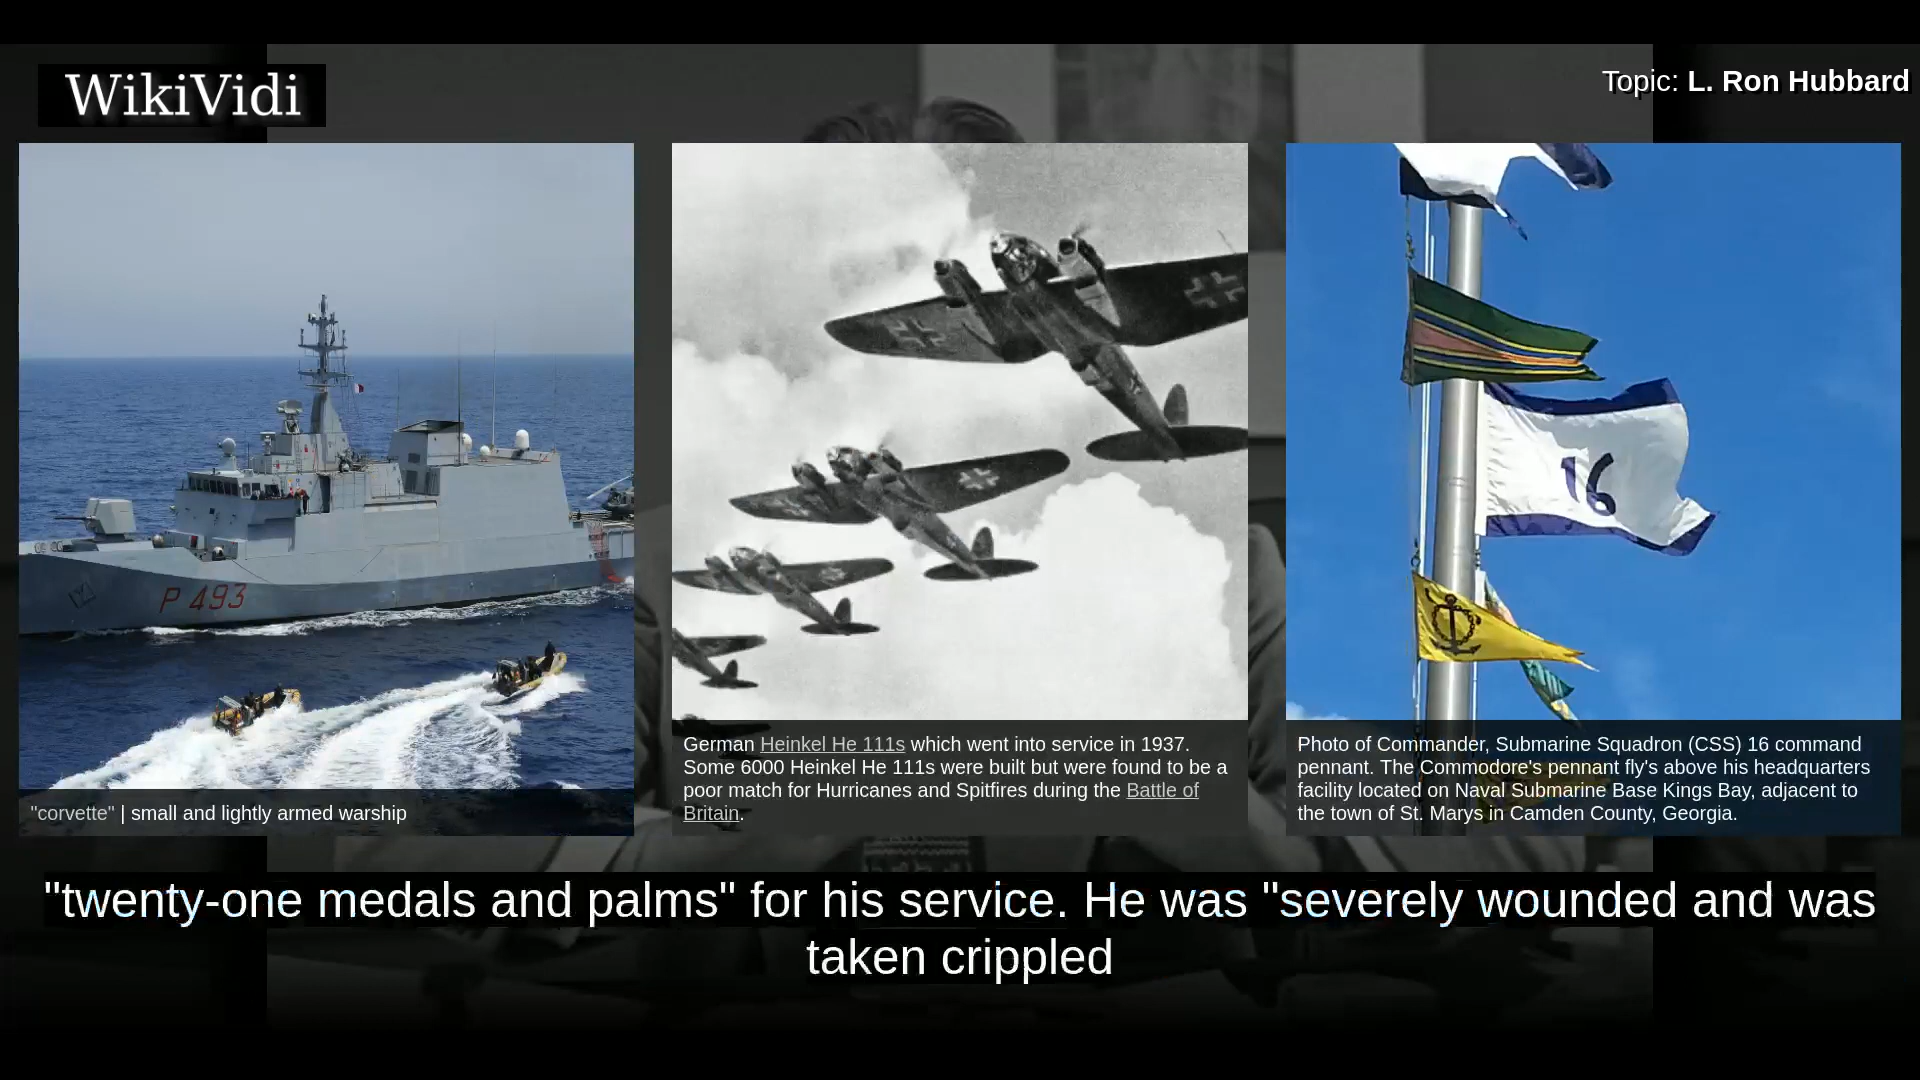 WikiVidi
Topic: L. Ron Hubbard
P 493
16
"corvette" | small and lightly armed warship
German Heinkel He 111s which went into service in 1937.
Some 6000 Heinkel He 111s were built but were found to be a
poor match for Hurricanes and Spitfires during the Battle of
Britain.
Photo of Commander, Submarine Squadron (CSS) 16 command
pennant. The Commodore's pennant fly's above his headquarters
facility located on Naval Submarine Base Kings Bay, adjacent to
the town of St. Marys in Camden County, Georgia.
"twenty-one medals and palms" for his service. He was "severely wounded and was
taken crippled